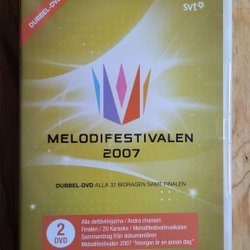 DUBBEL-DVD
svt
MELODIFESTIVALEN
2007
DUBBEL-DVD ALLA 32 BIDRAGEN SAMT FINALEN
2
DVD
Alla deltävlingarna / Andra chansen
Finalen / 20 Karaoke / Melodifestivalmusikalen
Sammandrag från dokumentären
Melodifestivalen 2007 "Imorgon är en annan dag"